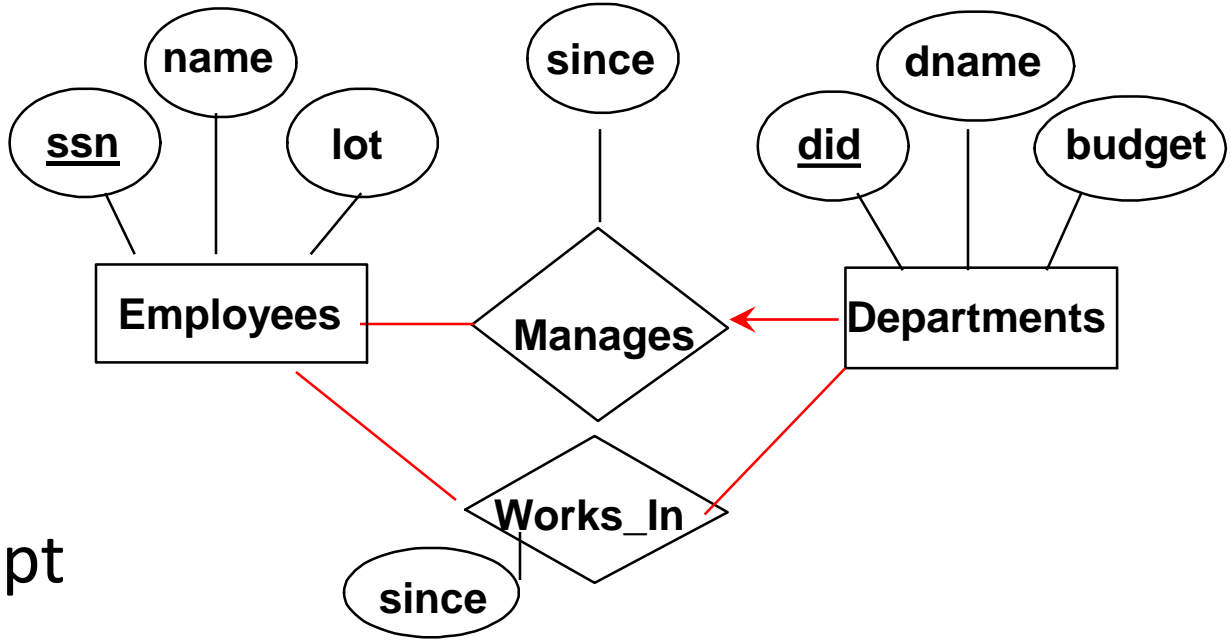 name
since
dname
ssn
lot
did
budget
Employees
Manages
Departments
Works_In
pt
since